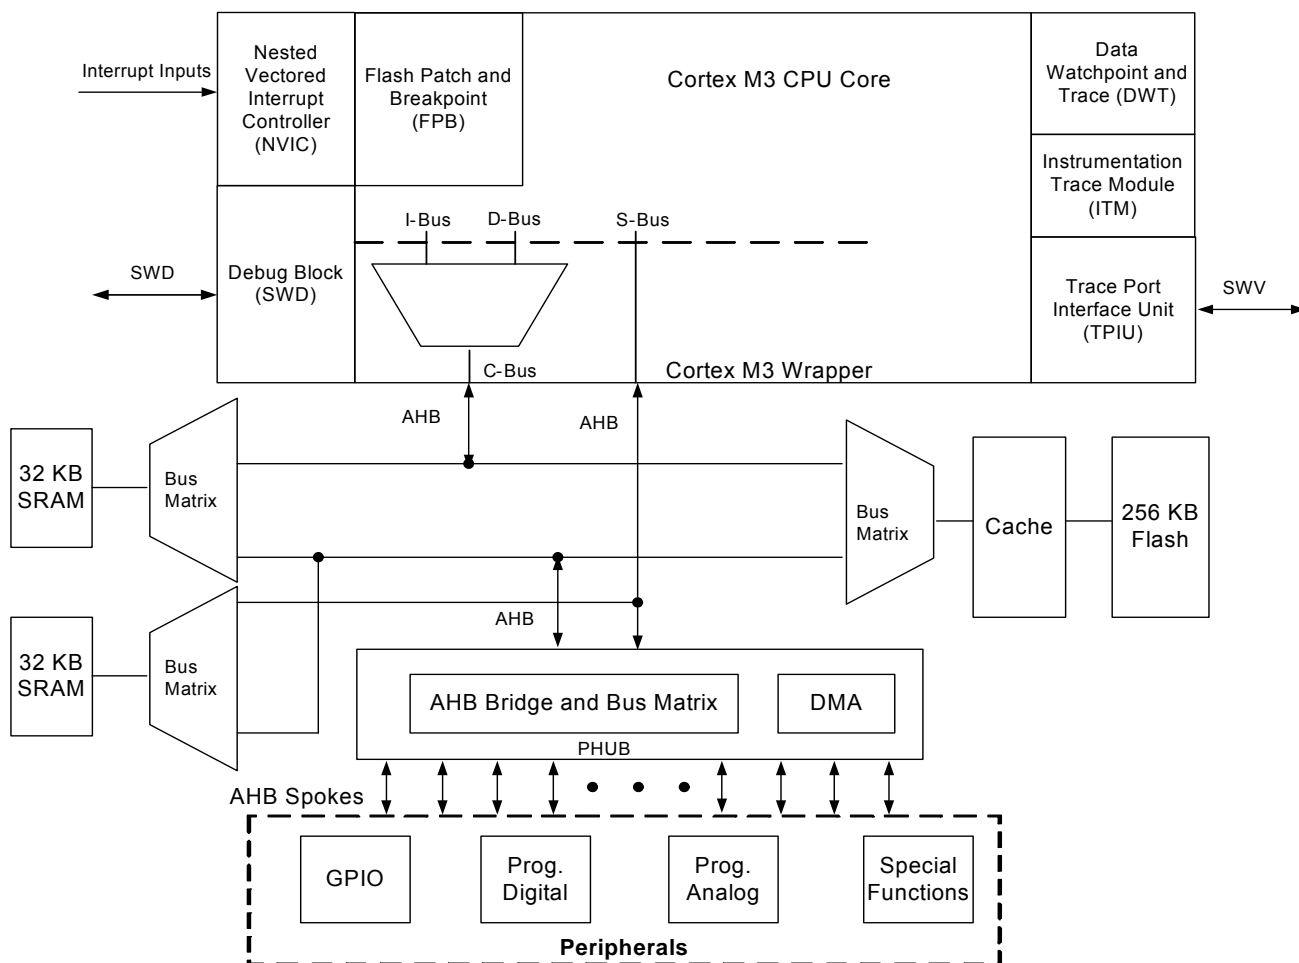 Interrupt Inputs
Nested
Vectored
Interrupt
Controller
(NVIC)
Flash Patch and
Breakpoint
(FPB)
Cortex M3 CPU Core
Data
Watchpoint and
Trace (DWT)
Instrumentation
Trace Module
(ITM)
I-Bus
D-Bus
S-Bus
SWD
Debug Block
(SWD)
Trace Port
Interface Unit
(TPIU)
SWV
C-Bus
Cortex M3 Wrapper
AHB
AHB
32 KB
SRAM
Bus
Matrix
Bus
Matrix
Cache
256 KB
Flash
AHB
32 KB
SRAM
Bus
Matrix
AHB Bridge and Bus Matrix
DMA
PHUB
AHB Spokes
GPIO
Prog.
Digital
Prog.
Analog
Special
Functions
Peripherals